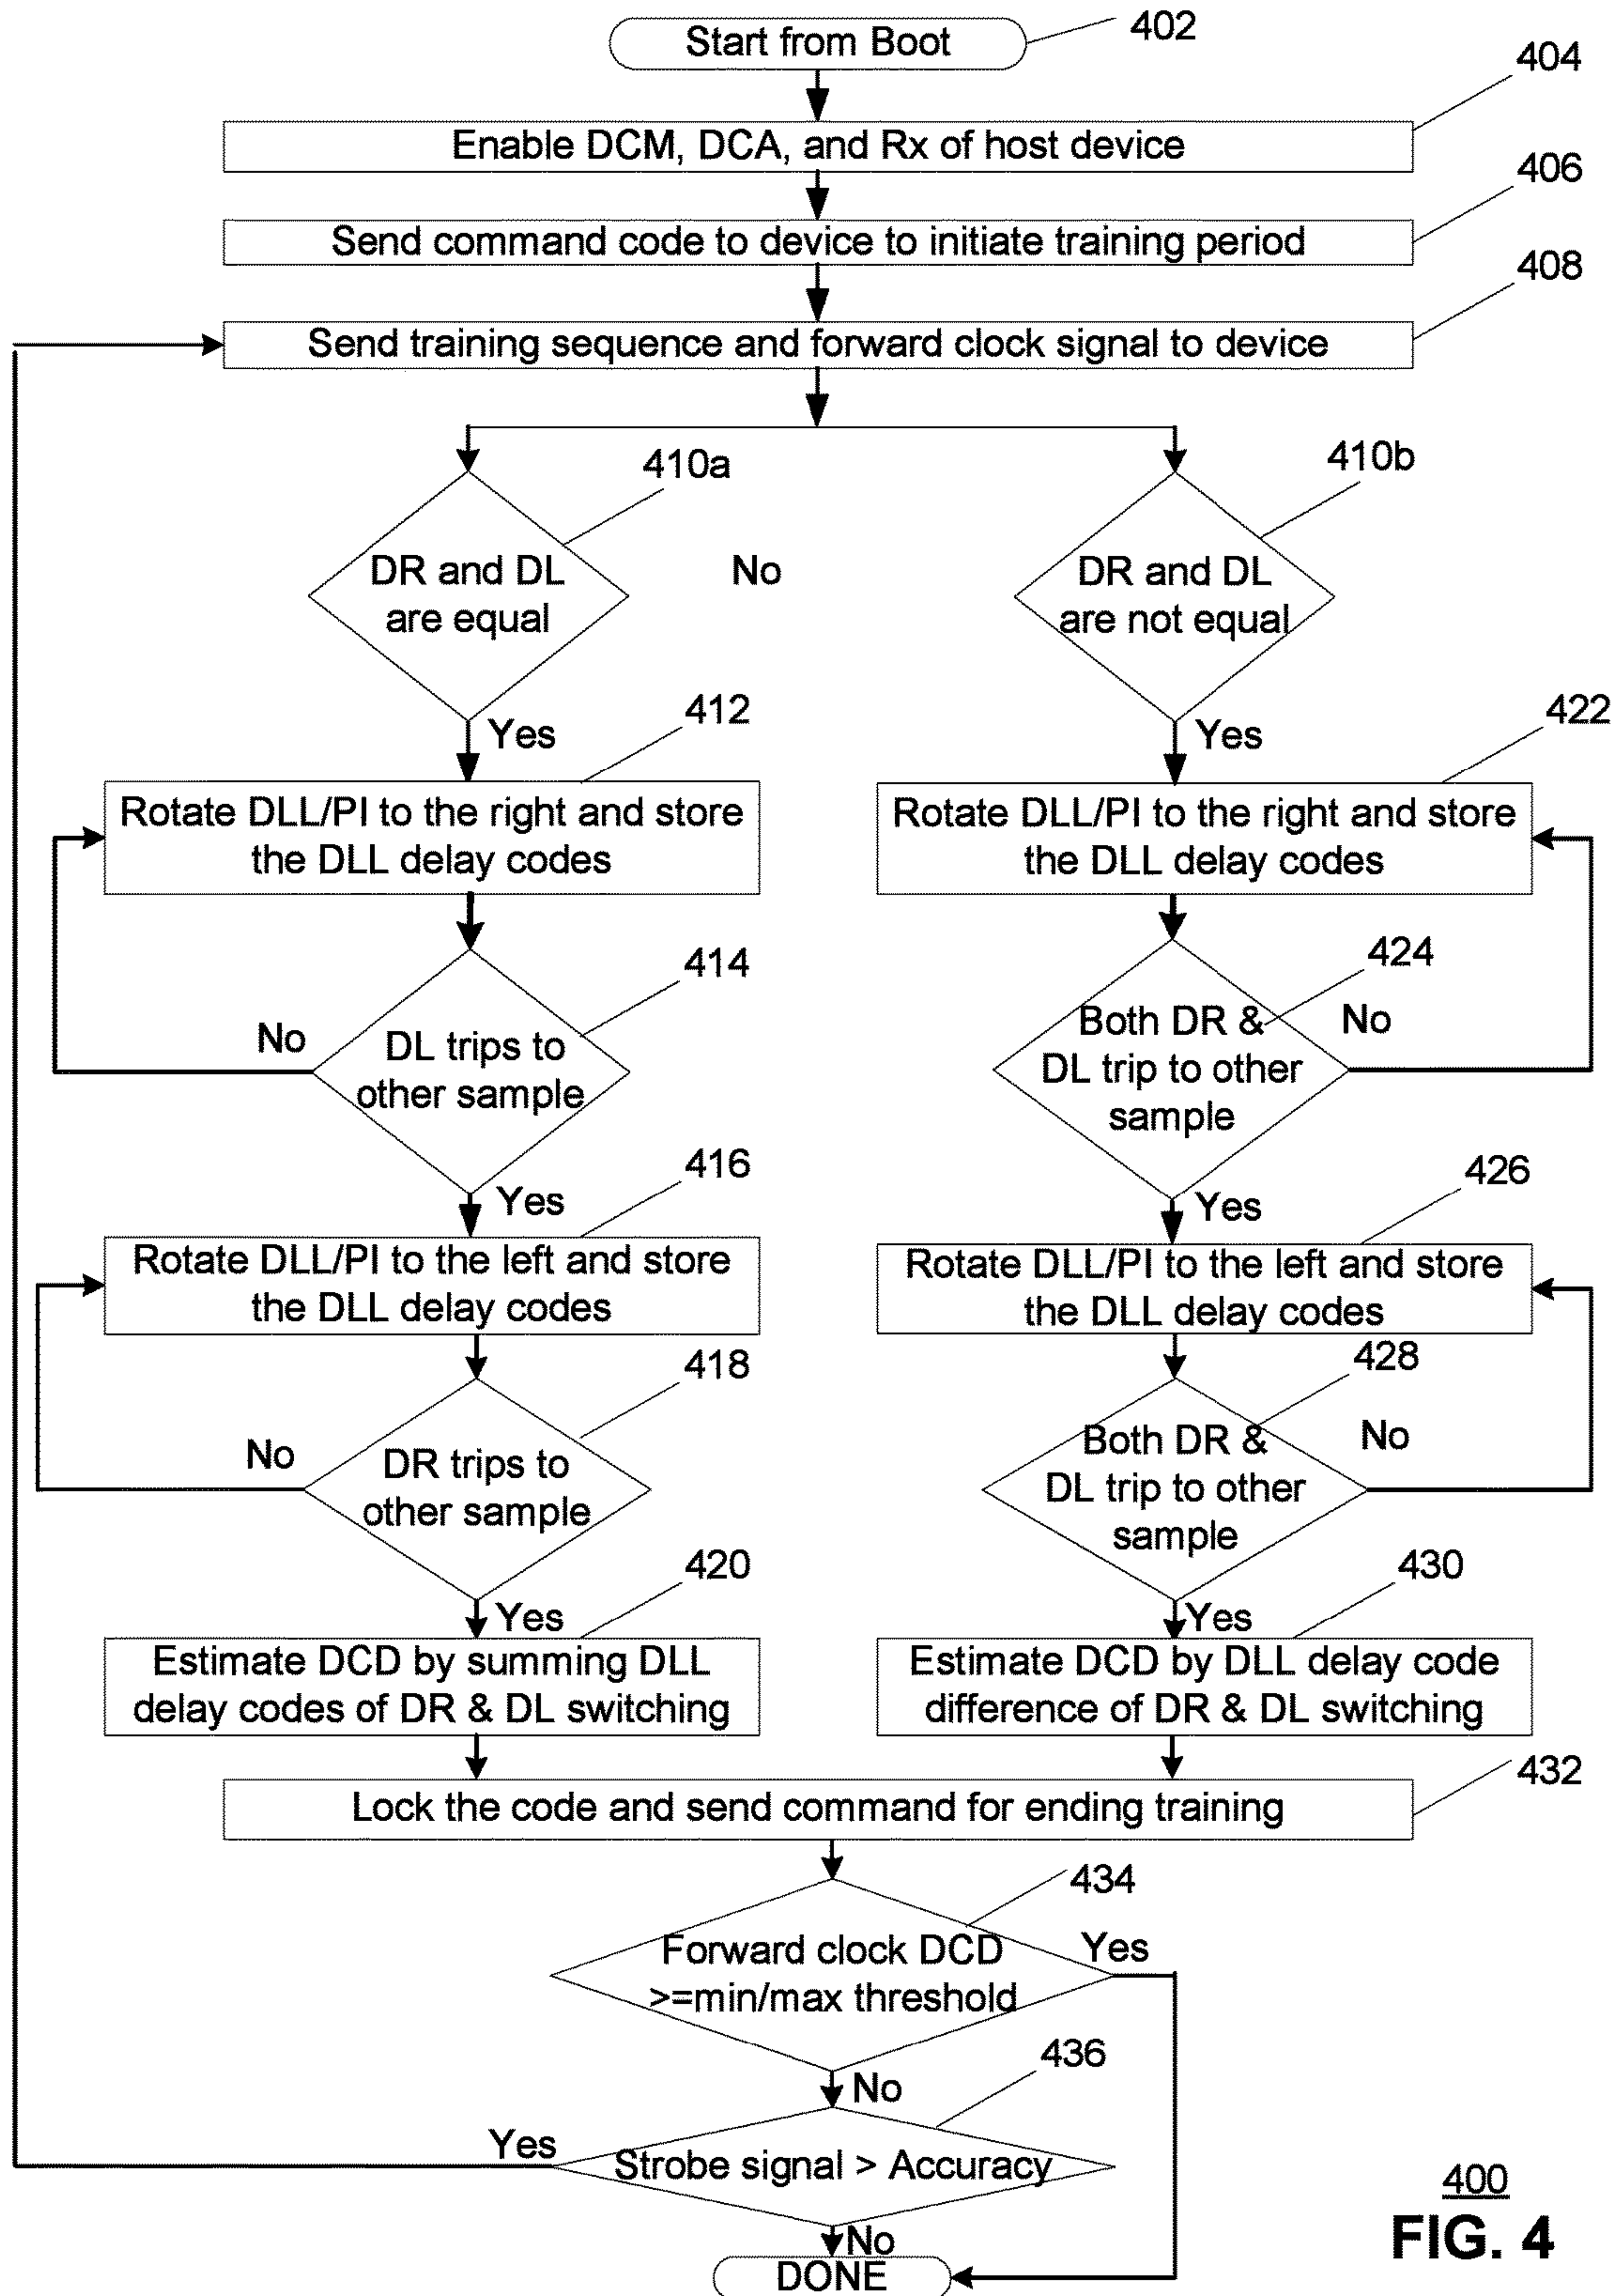 Start from Boot
402
404
Enable DCM, DCA, and Rx of host device
406
Send command code to device to initiate training period
408
Send training sequence and forward clock signal to device
410a
410b
DR and DL
are equal
No
DR and DL
are not equal
Yes
412
Yes
422
Rotate DLL/PI to the right and store
the DLL delay codes
Rotate DLL/PI to the right and store
the DLL delay codes
414
424
No
DL trips to
other sample
Both DR &
DL trip to other
sample
No
416
426
Yes
Yes
Rotate DLL/PI to the left and store
the DLL delay codes
Rotate DLL/PI to the left and store
the DLL delay codes
418
428
No
DR trips to
other sample
Both DR &
DL trip to other
sample
No
420
430
Yes
Yes
Estimate DCD by summing DLL
delay codes of DR & DL switching
Estimate DCD by DLL delay code
difference of DR & DL switching
432
Lock the code and send command for ending training
434
Forward clock DCD
>=min/max threshold
Yes
436
No
Yes
Strobe signal > Accuracy
No
DONE
400
FIG. 4